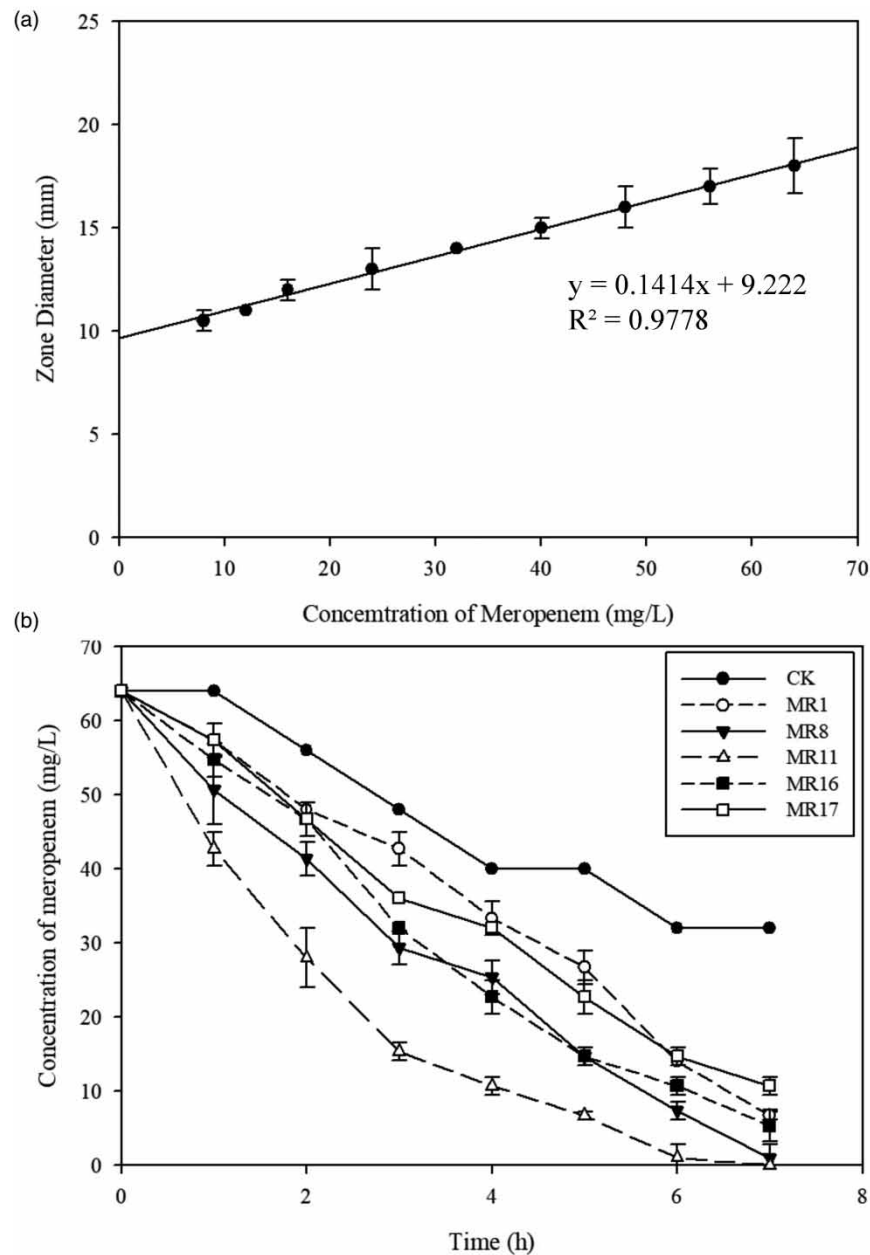 (a)
25
20
15
10
5
0
Zone Diameter (mm)
y = 0.1414x + 9.222
R² = 0.9778
0 10 20 30 40 50 60 70
Concemtration of Meropenem (mg/L)
(b)
70
60
50
40
30
20
10
0
Concentration of meropenem (mg/L)
CK
MR1
MR8
MR11
MR16
MR17
0 2 4 6 8
Time (h)